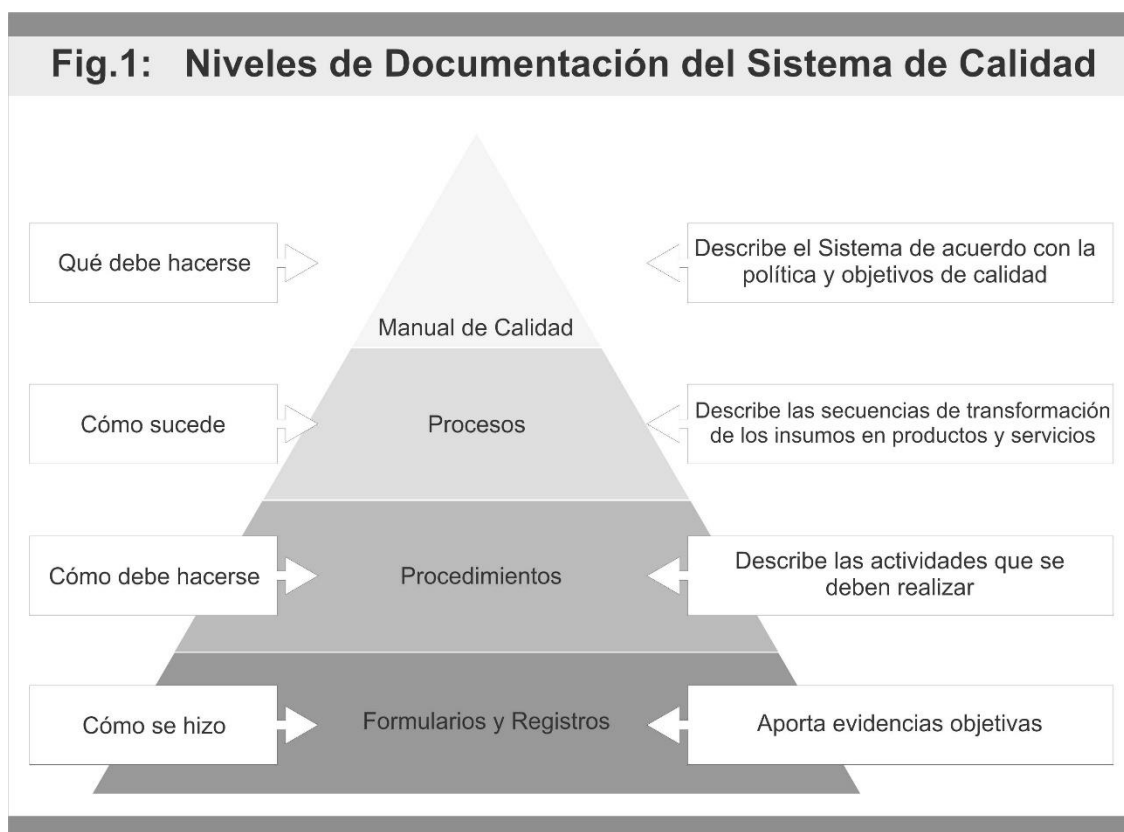 Fig.1: Niveles de Documentación del Sistema de Calidad
Qué debe hacerse
Describe el Sistema de acuerdo con la
política y objetivos de calidad
Manual de Calidad
Cómo sucede
Procesos
Describe las secuencias de transformación
de los insumos en productos y servicios
Cómo debe hacerse
Procedimientos
Describe las actividades que se
deben realizar
Cómo se hizo
Formularios y Registros
Aporta evidencias objetivas